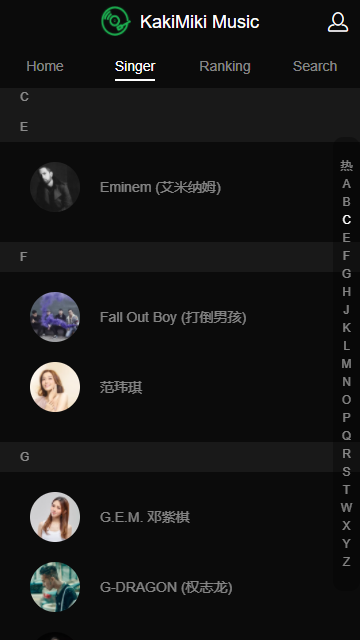 KakiMiki Music
Home Singer Ranking Search
C
E
Eminem (艾米纳姆)
F
Fall Out Boy (打倒男孩)
范玮琪
G
G.E.M. 邓紫棋
G-DRAGON (权志龙)
热
A
B
C
E
F
G
H
J
K
L
M
N
O
P
Q
R
S
T
W
X
Y
Z